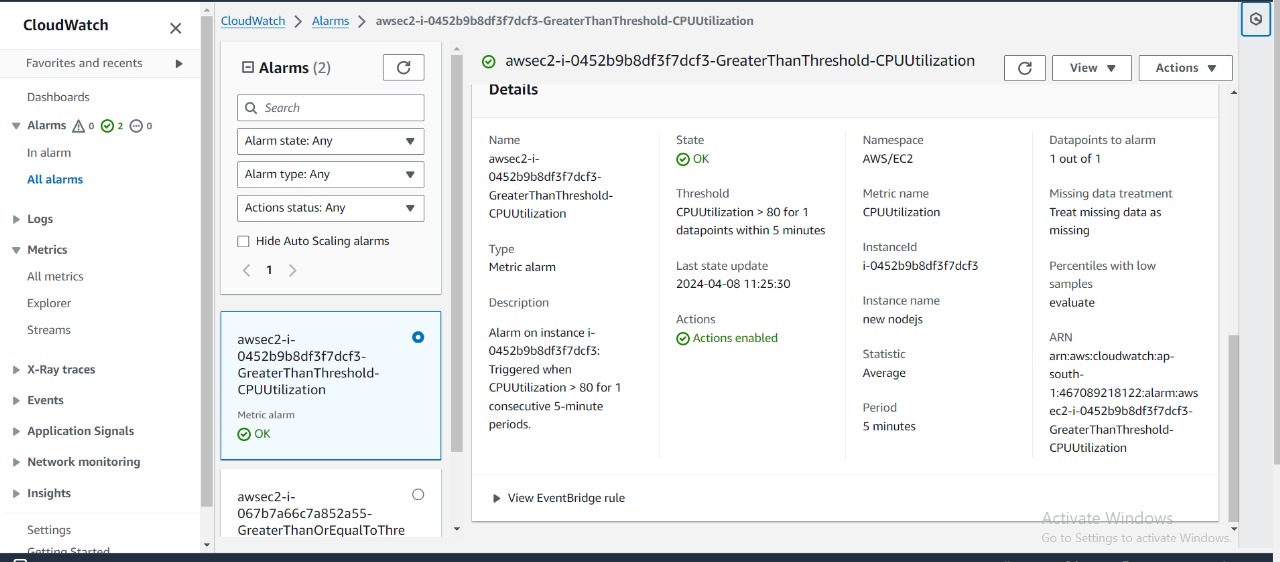 CloudWatch
Favorites and recents
Dashboards
Alarms 0 2 0
In alarm
All alarms
Logs
Metrics
All metrics
Explorer
Streams
X-Ray traces
Events
Application Signals
Network monitoring
Insights
Settings
Getting Started
CloudWatch > Alarms > awsec2-i-0452b9b8df3f7dcf3-GreaterThanThreshold-CPUUtilization
Alarms (2)
Search
Alarm state: Any
Alarm type: Any
Actions status: Any
Hide Auto Scaling alarms
1
awsec2-i-
0452b9b8df3f7dcf3-
GreaterThanThreshold-
CPUUtilization
Metric alarm
OK
awsec2-i-
067b7a66c7a852a55-
GreaterThanOrEqualToThre
awsec2-i-0452b9b8df3f7dcf3-GreaterThanThreshold-CPUUtilization
View
Actions
Details
Name
awsec2-i-
0452b9b8df3f7dcf3-
GreaterThanThreshold-
CPUUtilization
Type
Metric alarm
Description
Alarm on instance i-
0452b9b8df3f7dcf3:
Triggered when
CPUUtilization > 80 for 1
consecutive 5-minute
periods.
State
OK
Threshold
CPUUtilization > 80 for 1
datapoints within 5 minutes
Last state update
2024-04-08 11:25:30
Actions
Actions enabled
Namespace
AWS/EC2
Metric name
CPUUtilization
InstanceId
i-0452b9b8df3f7dcf3
Instance name
new nodejs
Statistic
Average
Period
5 minutes
Datapoints to alarm
1 out of 1
Missing data treatment
Treat missing data as
missing
Percentiles with low
samples
evaluate
ARN
arn:aws:cloudwatch:ap-
south-
1:467089218122:alarm:aws
ec2-i-0452b9b8df3f7dcf3-
GreaterThanThreshold-
CPUUtilization
View EventBridge rule
Activate Windows
Go to Settings to activate Windows.